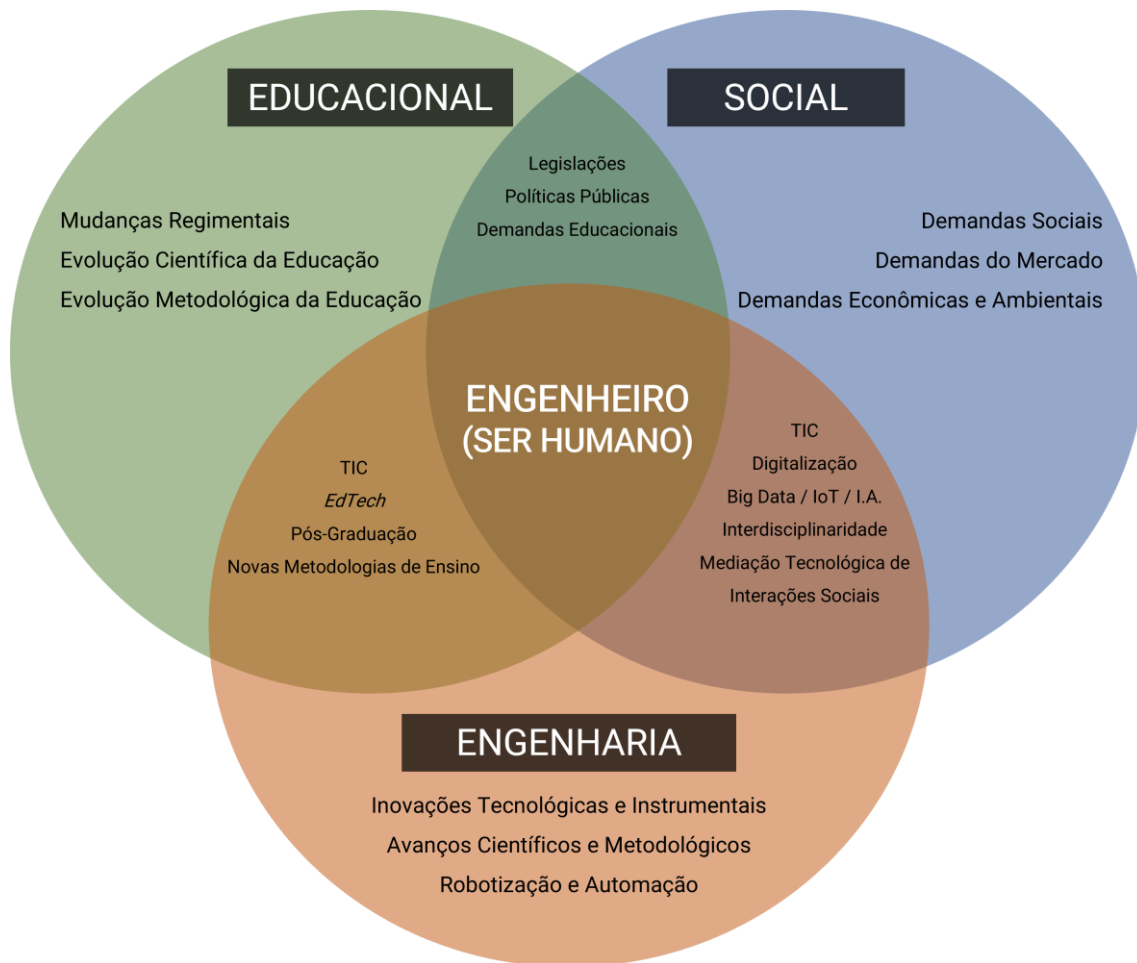 EDUCACIONAL
SOCIAL
Legislações
Políticas Públicas
Demandas Educacionais
Mudanças Regimentais
Evolução Científica da Educação
Evolução Metodológica da Educação
Demandas Sociais
Demandas do Mercado
Demandas Econômicas e Ambientais
ENGENHEIRO
(SER HUMANO)
TIC
EdTech
Pós-Graduação
Novas Metodologias de Ensino
TIC
Digitalização
Big Data / IoT / I.A.
Interdisciplinaridade
Mediação Tecnológica de
Interações Sociais
ENGENHARIA
Inovações Tecnológicas e Instrumentais
Avanços Científicos e Metodológicos
Robotização e Automação